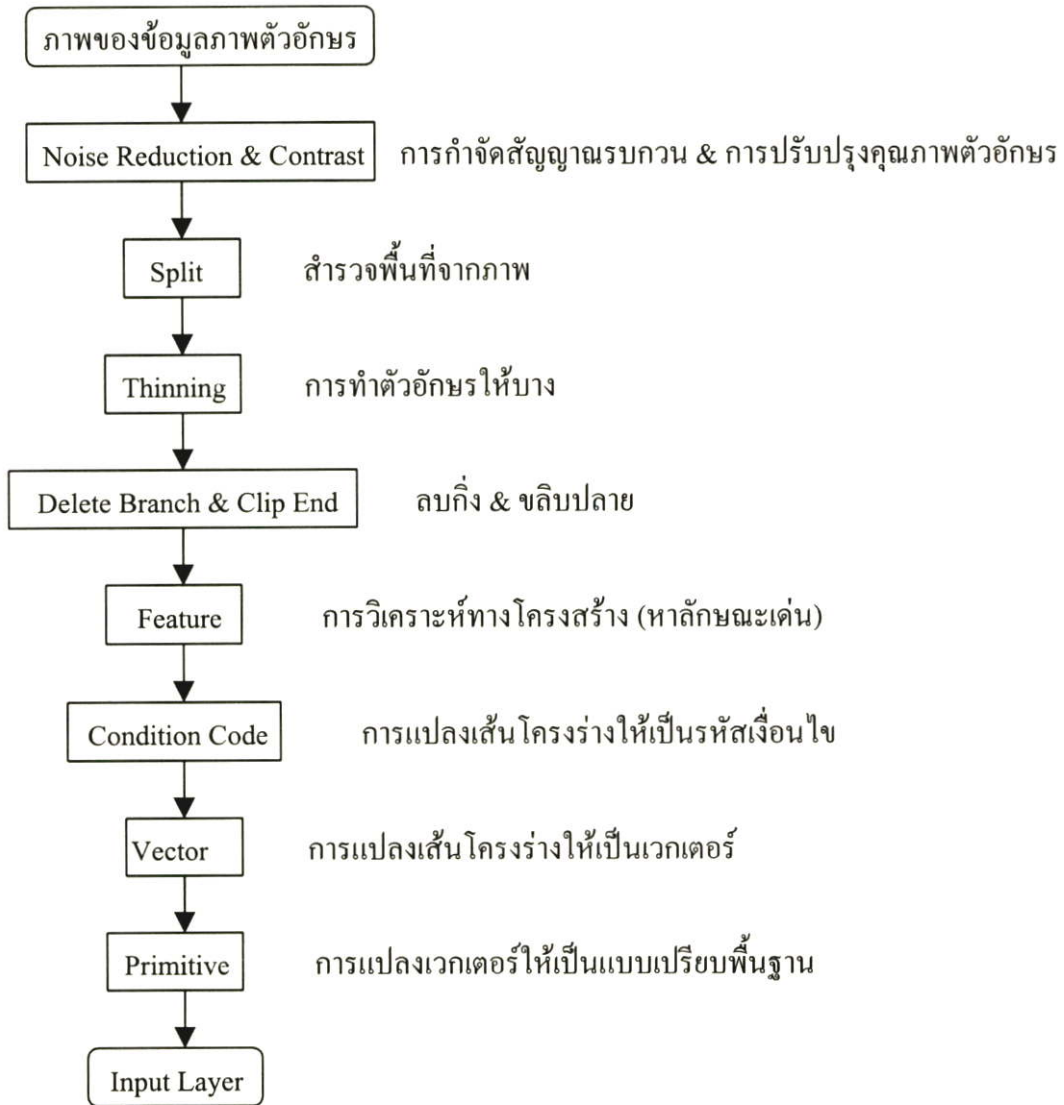 ภาพของข้อมูลภาพตัวอักษร
Noise Reduction & Contrast การกำจัดสัญญาณรบกวน & การปรับปรุงคุณภาพตัวอักษร
Split สำรวจพื้นที่จากภาพ
Thinning การทำตัวอักษรให้บาง
Delete Branch & Clip End ลบกิ่ง & ขลิบปลาย
Feature การวิเคราะห์ทางโครงสร้าง (หาลักษณะเด่น)
Condition Code การแปลงเส้นโครงร่างให้เป็นรหัสเงื่อนไข
Vector การแปลงเส้นโครงร่างให้เป็นเวกเตอร์
Primitive การแปลงเวกเตอร์ให้เป็นแบบเปรียบพื้นฐาน
Input Layer